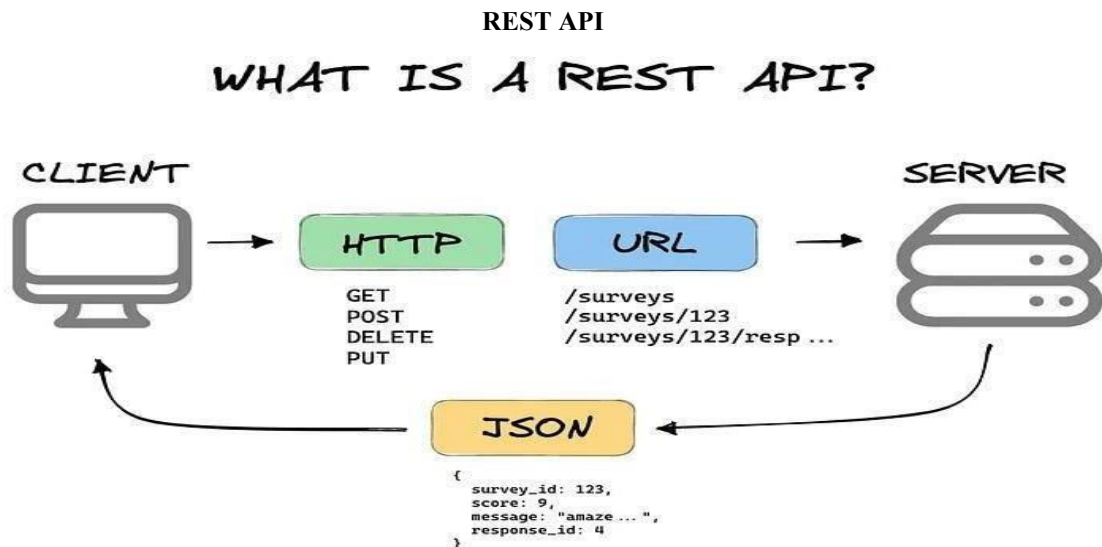 REST API
WHAT IS A REST API?
CLIENT
SERVER
HTTP
URL
GET
POST
DELETE
PUT
/surveys
/surveys/123
/surveys/123/resp ...
JSON
{
survey_id: 123,
score: 9,
message: "amaze ... ",
response_id: 4
}